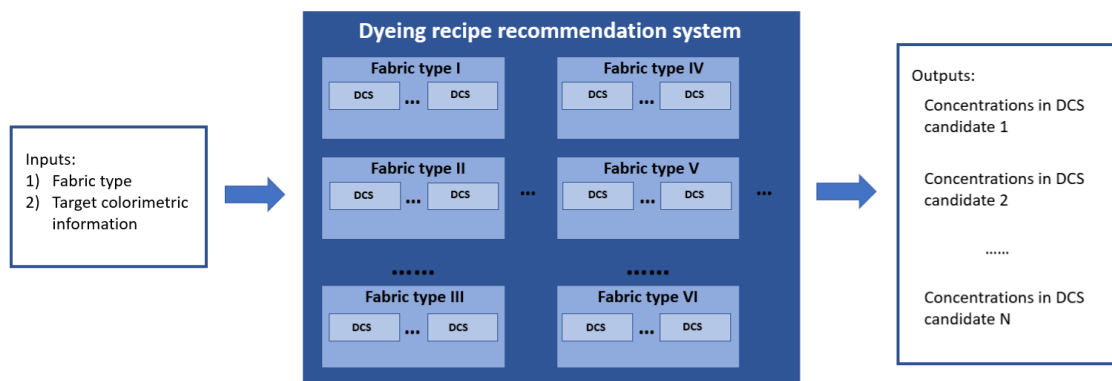 Dyeing recipe recommendation system
Inputs:
1) Fabric type
2) Target colorimetric
information
Fabric type I
DCS ... DCS
Fabric type IV
DCS ... DCS
Fabric type II
DCS ... DCS
...
Fabric type V
DCS ... DCS
...
......
......
Fabric type III
DCS ... DCS
Fabric type VI
DCS ... DCS
Outputs:
Concentrations in DCS
candidate 1
Concentrations in DCS
candidate 2
......
Concentrations in DCS
candidate N